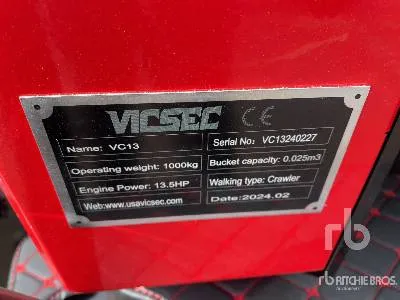 VICSEC CE
Name: VC13 Serial No: VC13240227
Operating weight: 1000kg Bucket capacity: 0.025m3
Engine Power: 13.5HP Walking type: Crawler
Web:www.usavicsec.com Date:2024.02
rb
rb RITCHIE BROS.